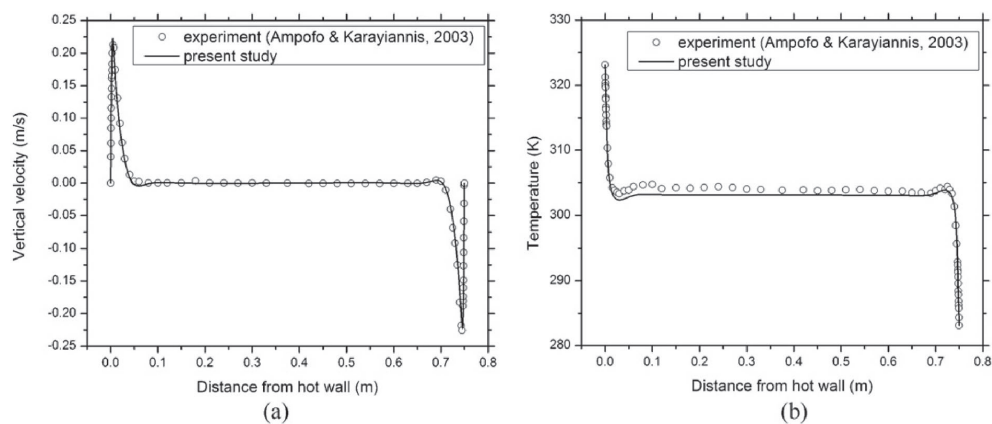 0.25
0.20
0.15
0.10
0.05
0.00
-0.05
-0.10
-0.15
-0.20
-0.25
Vertical velocity (m/s)
experiment (Ampofo & Karayiannis, 2003)
present study
0.0 0.1 0.2 0.3 0.4 0.5 0.6 0.7 0.8
Distance from hot wall (m)
(a)
330
320
310
300
290
280
Temperature (K)
experiment (Ampofo & Karayiannis, 2003)
present study
0.0 0.1 0.2 0.3 0.4 0.5 0.6 0.7 0.8
Distance from hot wall (m)
(b)